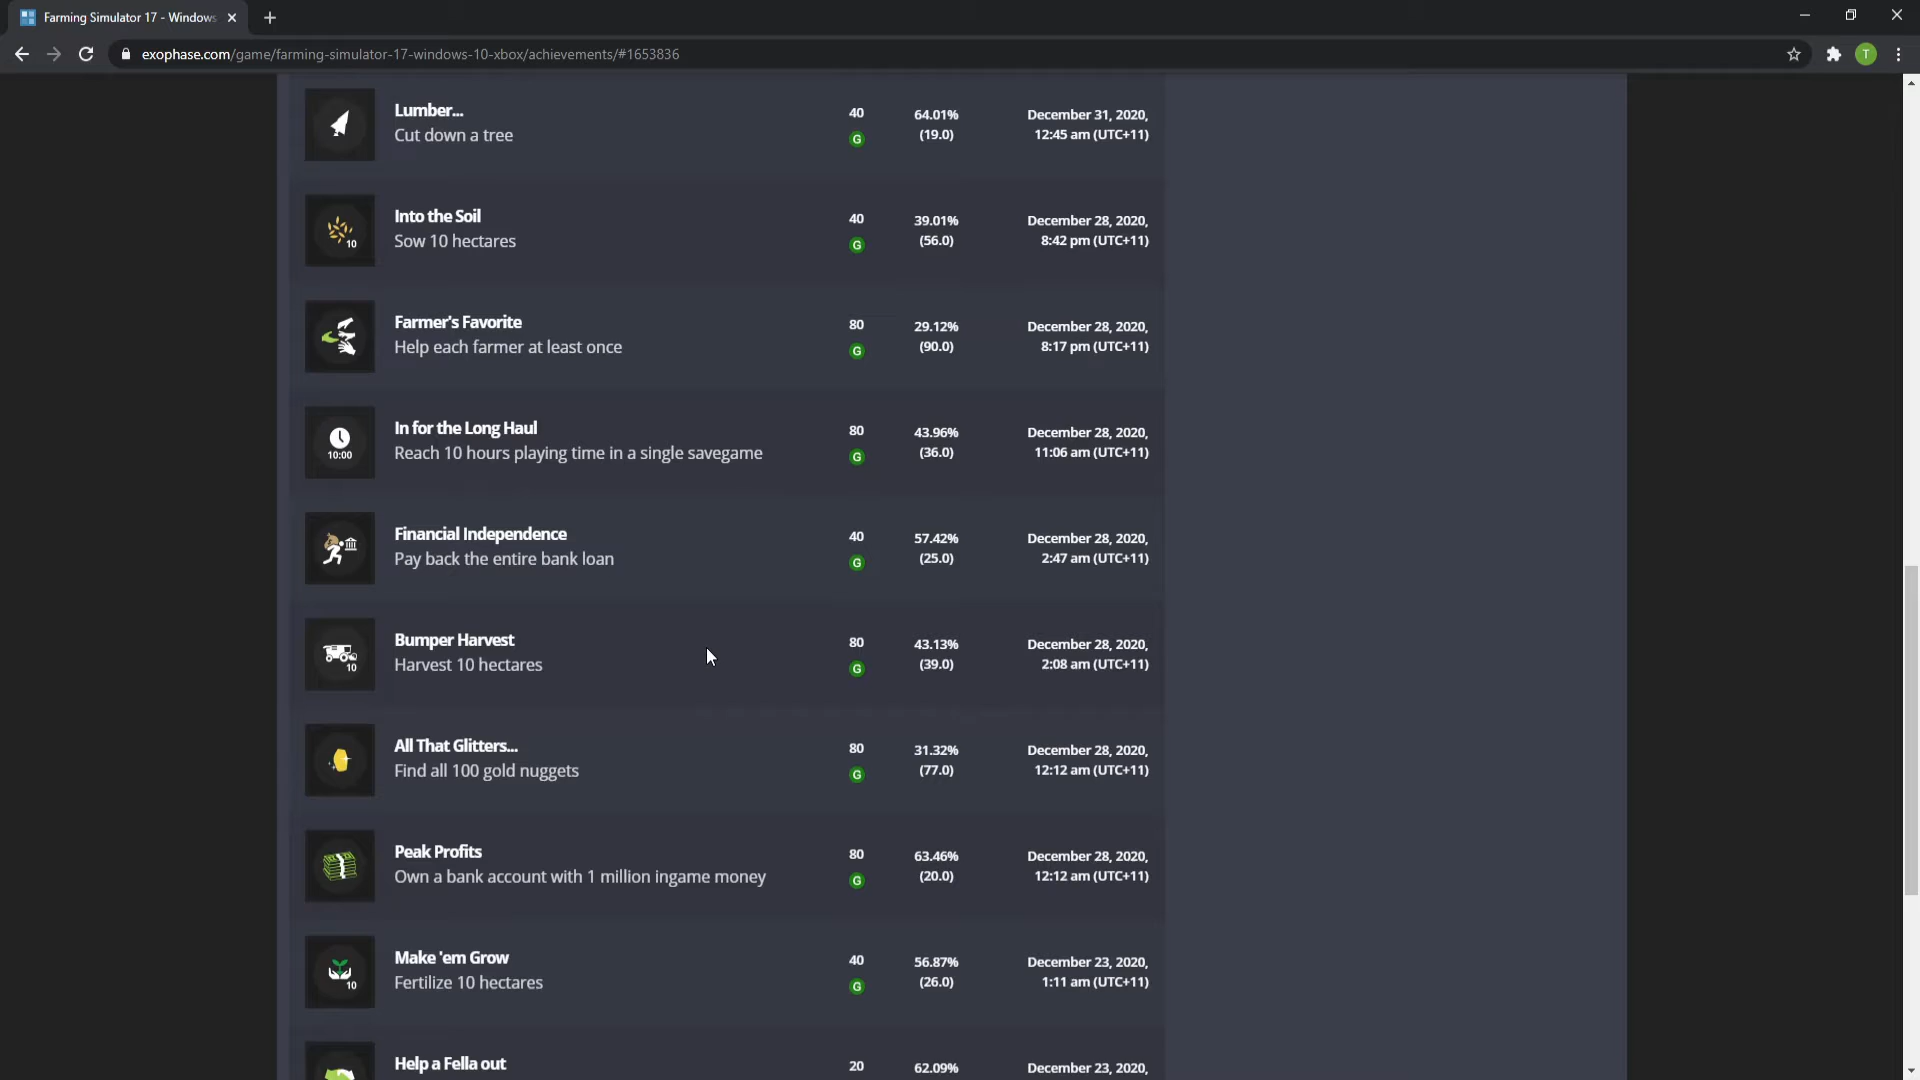 Farming Simulator 17 - Windows
exophase.com/game/farming-simulator-17-windows-10-xbox/achievements/#1653836
T
Lumber...
Cut down a tree
40
G
64.01%
(19.0)
December 31, 2020,
12:45 am (UTC+11)
10
Into the Soil
Sow 10 hectares
40
G
39.01%
(56.0)
December 28, 2020,
8:42 pm (UTC+11)
Farmer's Favorite
Help each farmer at least once
80
G
29.12%
(90.0)
December 28, 2020,
8:17 pm (UTC+11)
10:00
In for the Long Haul
Reach 10 hours playing time in a single savegame
80
G
43.96%
(36.0)
December 28, 2020,
11:06 am (UTC+11)
Financial Independence
Pay back the entire bank loan
40
G
57.42%
(25.0)
December 28, 2020,
2:47 am (UTC+11)
10
Bumper Harvest
Harvest 10 hectares
80
G
43.13%
(39.0)
December 28, 2020,
2:08 am (UTC+11)
All That Glitters...
Find all 100 gold nuggets
80
G
31.32%
(77.0)
December 28, 2020,
12:12 am (UTC+11)
Peak Profits
Own a bank account with 1 million ingame money
80
G
63.46%
(20.0)
December 28, 2020,
12:12 am (UTC+11)
10
Make 'em Grow
Fertilize 10 hectares
40
G
56.87%
(26.0)
December 23, 2020,
1:11 am (UTC+11)
Help a Fella out
20
62.09%
December 23, 2020,